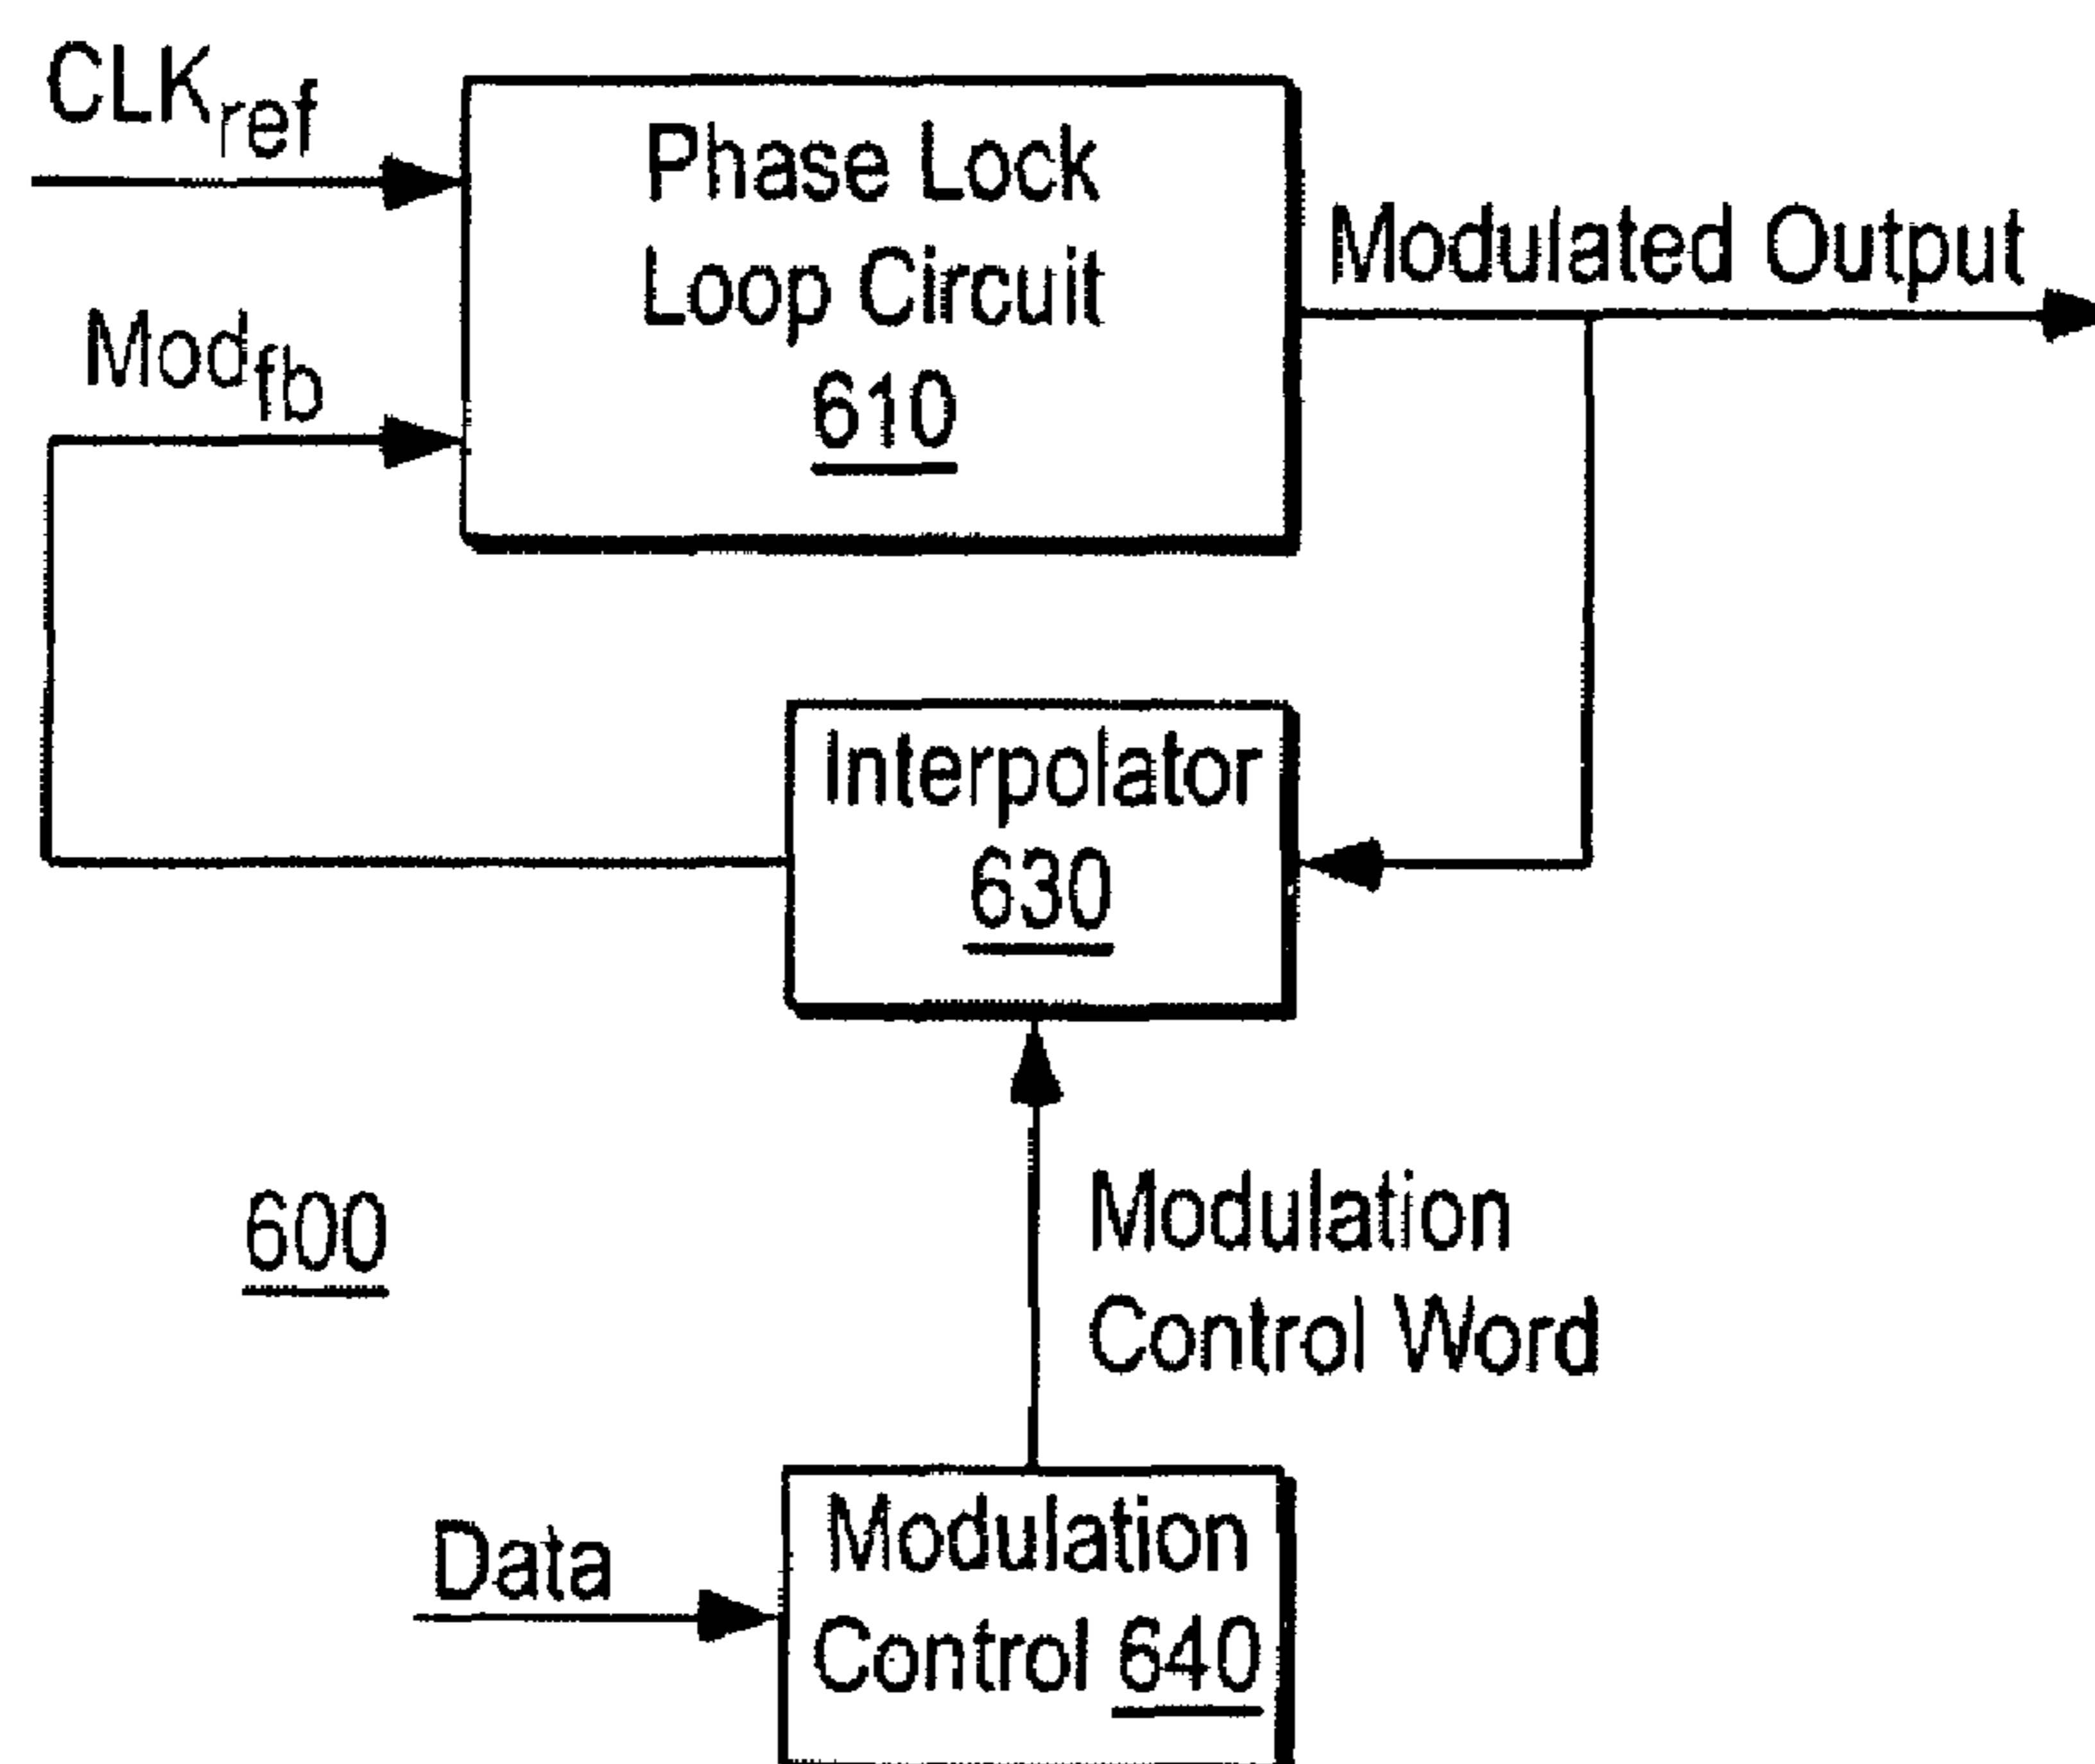 CLKref
Phase Lock
Loop Circuit
610
Modulated Output
Modfb
Interpolator
630
600
Modulation
Control Word
Data
Modulation
Control 640